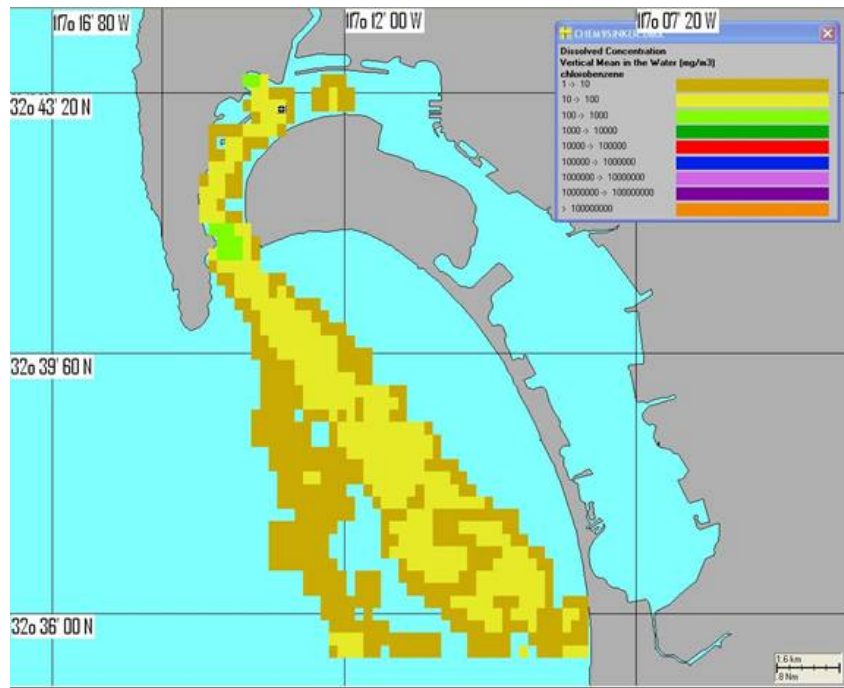 117o 16' 80 W
117o 12' 00 W
117o 07' 20 W
32o 43' 20 N
32o 39' 60 N
32o 36' 00 N
Dissolved Concentration
Vertical Mean in the Water (mg/m3)
chlorobenzene
1 -> 10
10 -> 100
100 -> 1000
1000 -> 10000
10000 -> 100000
100000 -> 1000000
1000000 -> 10000000
10000000 -> 100000000
> 100000000
1.6 km
.8 Nm